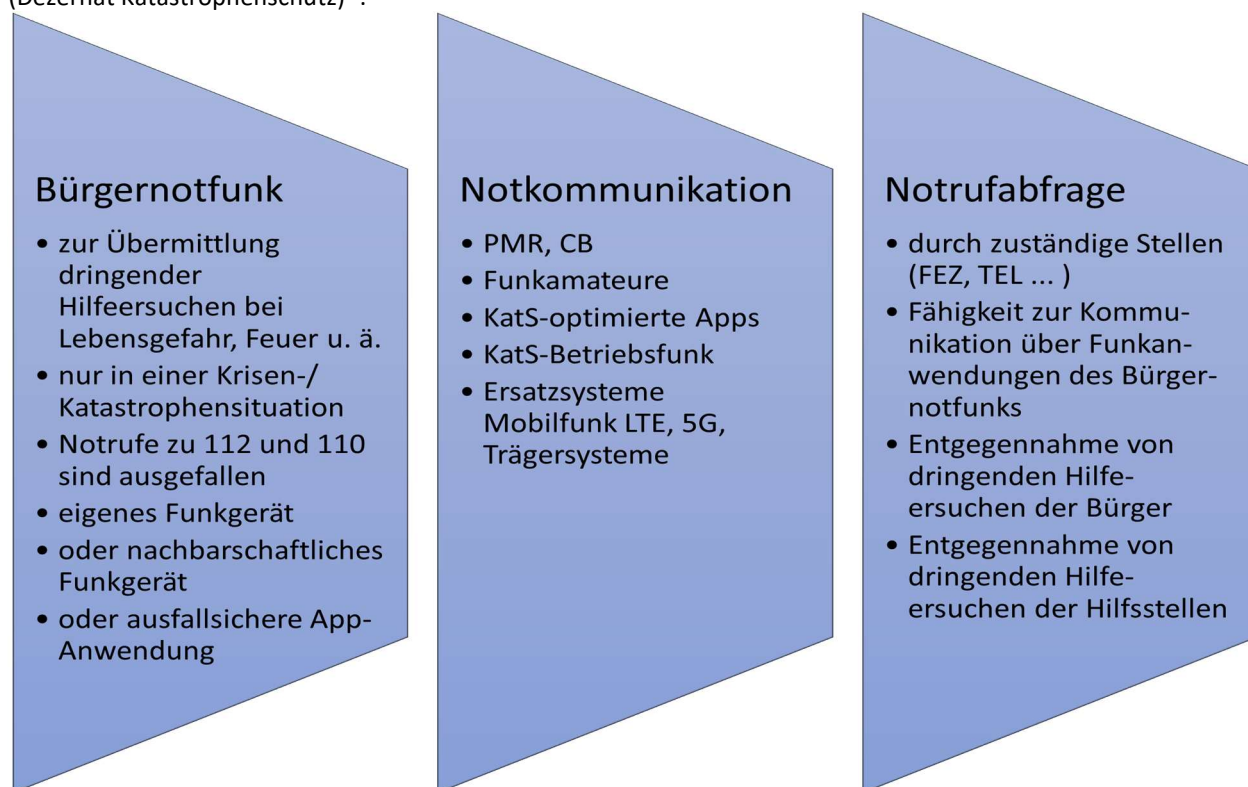 (Dezernat Katastrophenschutz) .
Bürgernotfunk
• zur Übermittlung
dringender
Hilfeersuchen bei
Lebensgefahr, Feuer u. ä.
• nur in einer Krisen-/
Katastrophensituation
• Notrufe zu 112 und 110
sind ausgefallen
• eigenes Funkgerät
• oder nachbarschaftliches
Funkgerät
• oder ausfallsichere App-
Anwendung
Notkommunikation
• PMR, CB
• Funkamateure
• KatS-optimierte Apps
• KatS-Betriebsfunk
• Ersatzsysteme
Mobilfunk LTE, 5G,
Trägersysteme
Notrufabfrage
• durch zuständige Stellen
(FEZ, TEL ... )
• Fähigkeit zur Kommu-
nikation über Funkan-
wendungen des Bürger-
notfunks
• Entgegennahme von
dringenden Hilfe-
ersuchen der Bürger
• Entgegennahme von
dringenden Hilfe-
ersuchen der Hilfsstellen